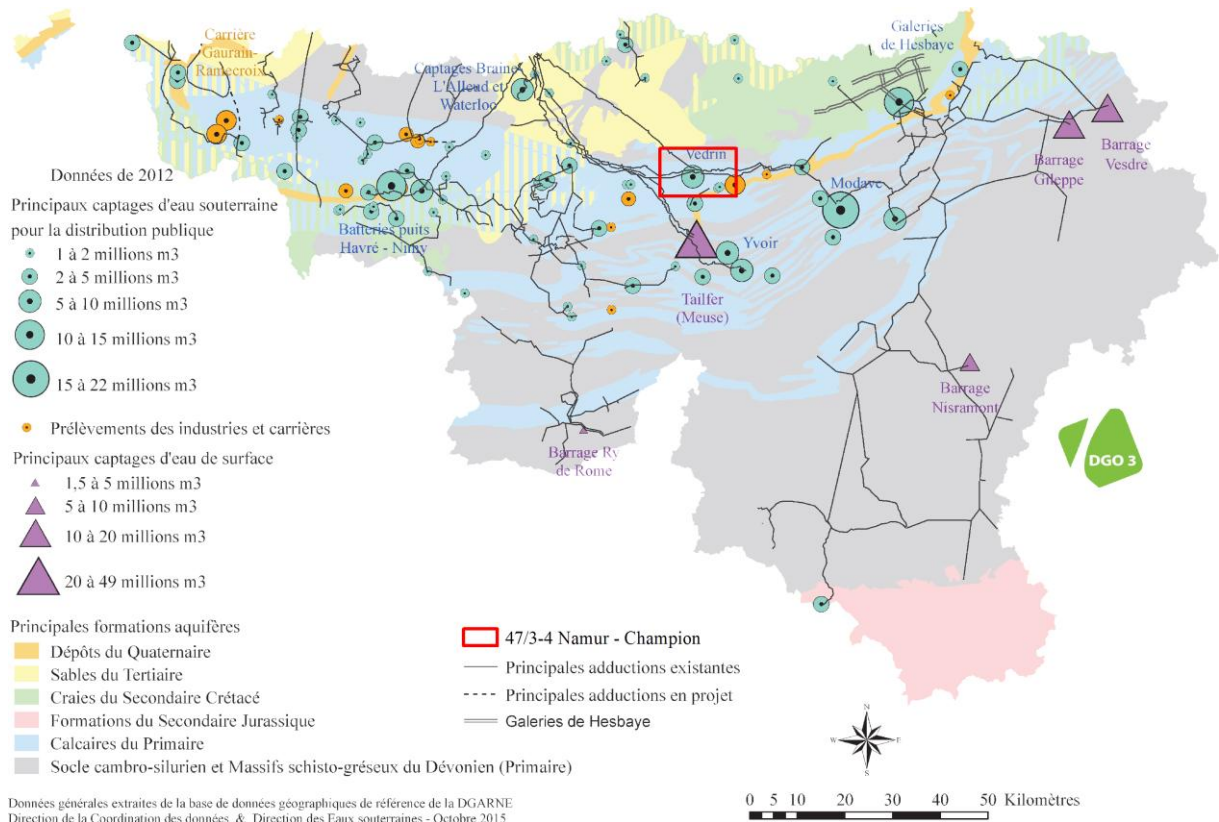 Carrière
Gaurain-
Ramecroix
Galeries
de Hesbaye
Captages Braine
L'Alleud et
Waterloo
Vedrin
Barrage
Gileppe
Barrage
Vesdre
Modave
Batteries puits
Havré - Nimy
Yvoir
Tailfer
(Meuse)
Barrage
Nisramont
Barrage Ry
de Rome
DGO 3
Données de 2012
Principaux captages d'eau souterraine
pour la distribution publique
1 à 2 millions m3
2 à 5 millions m3
5 à 10 millions m3
10 à 15 millions m3
15 à 22 millions m3
Prélèvements des industries et carrières
Principaux captages d'eau de surface
1,5 à 5 millions m3
5 à 10 millions m3
10 à 20 millions m3
20 à 49 millions m3
Principales formations aquifères
Dépôts du Quaternaire
Sables du Tertiaire
Craies du Secondaire Crétacé
Formations du Secondaire Jurassique
Calcaires du Primaire
Socle cambro-silurien et Massifs schisto-gréseux du Dévonien (Primaire)
47/3-4 Namur - Champion
Principales adductions existantes
Principales adductions en projet
Galeries de Hesbaye
N
W E
S
Données générales extraites de la base de données géographiques de référence de la DGARNE
Direction de la Coordination des données & Direction des Eaux souterraines - Octobre 2015
0 5 10 20 30 40 50 Kilomètres